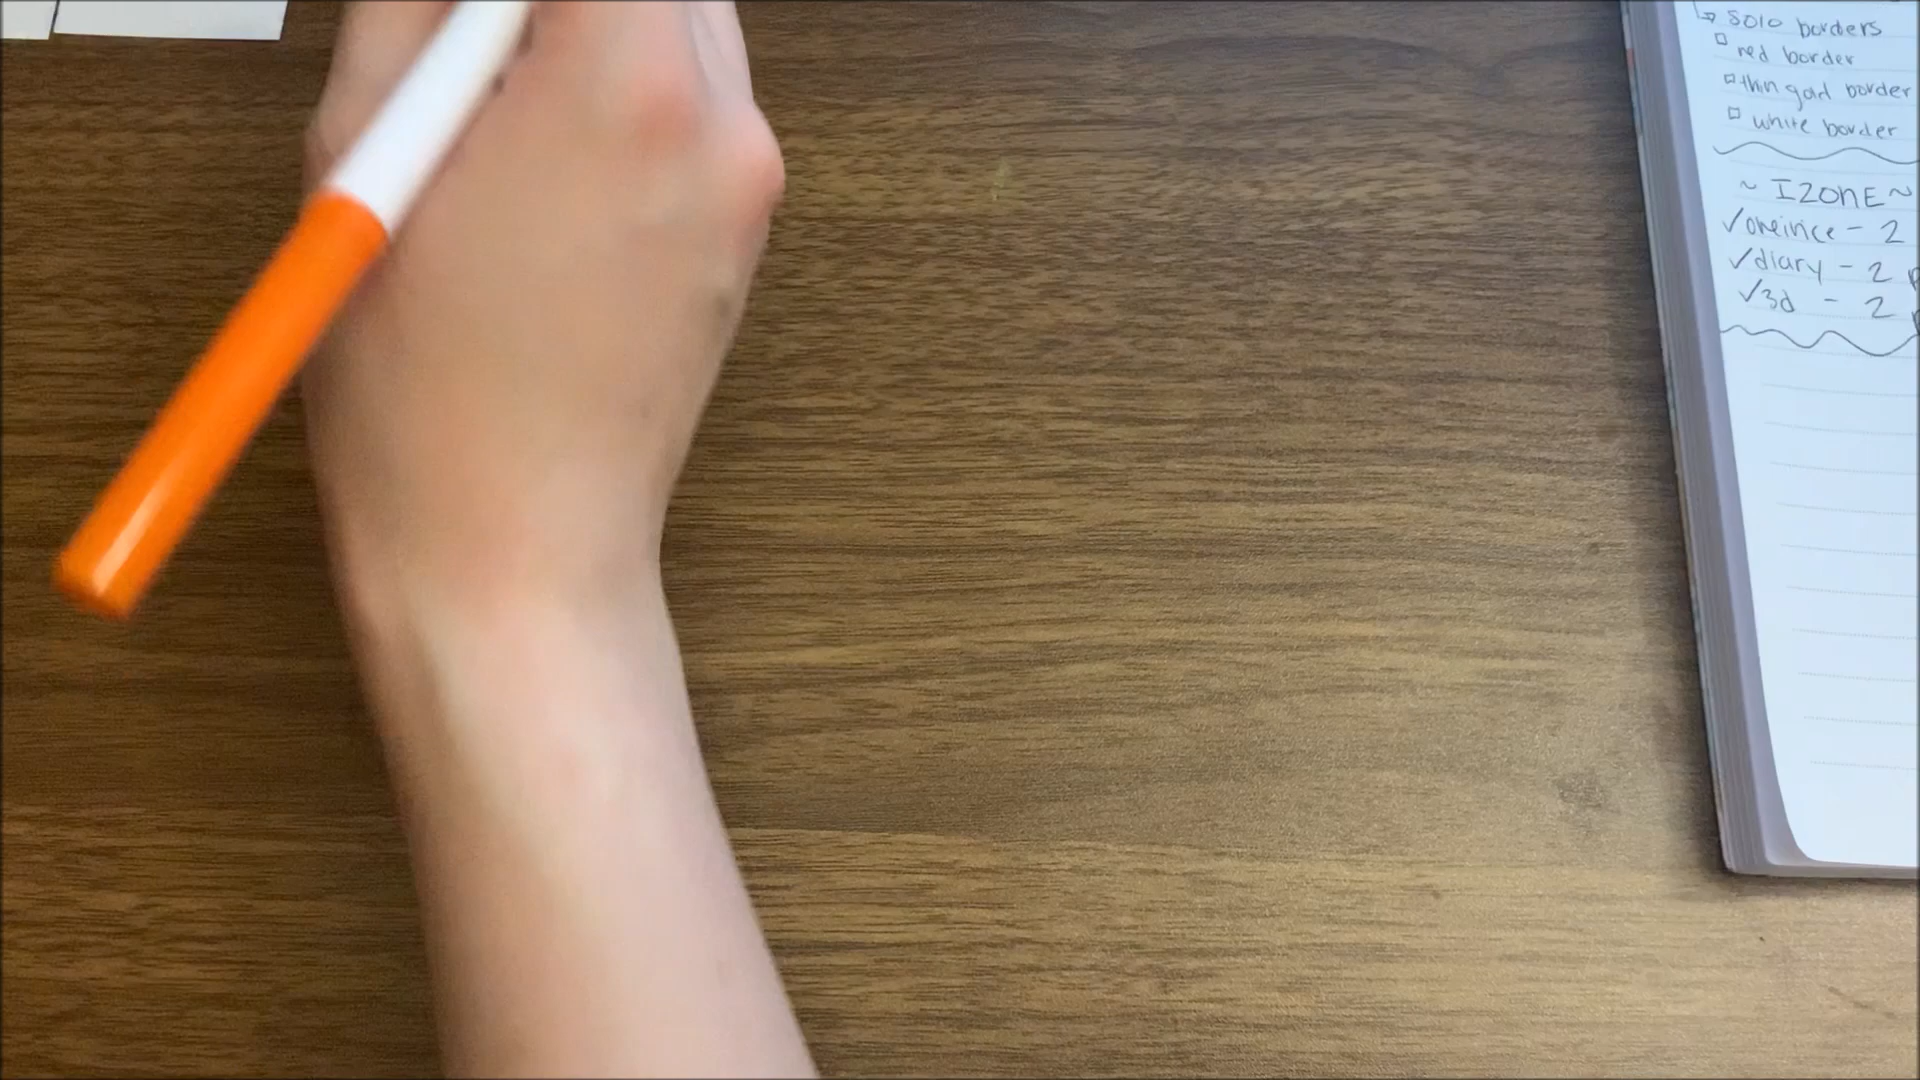 ↳ solo borders
□ red border
□ thin gold border
□ white border
~ IZONE ~
✓ oneiric - 2
✓ diary - 2
✓ 3d - 2